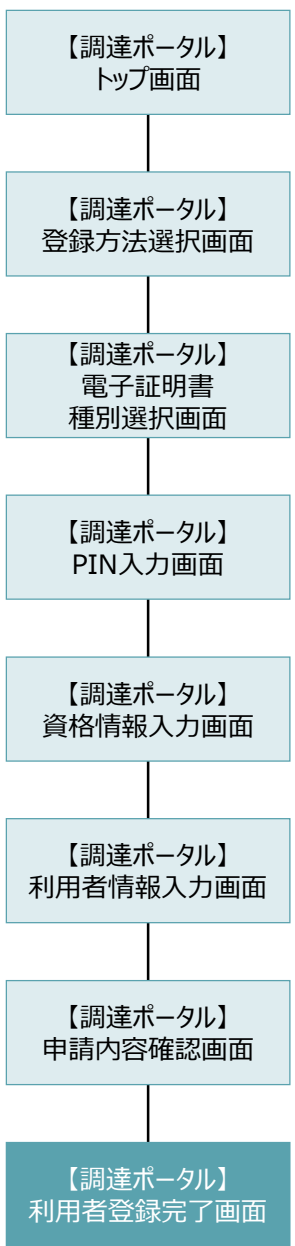 【調達ポータル】
トップ画面
【調達ポータル】
登録方法選択画面
【調達ポータル】
電子証明書
種別選択画面
【調達ポータル】
PIN入力画面
【調達ポータル】
資格情報入力画面
【調達ポータル】
利用者情報入力画面
【調達ポータル】
申請内容確認画面
【調達ポータル】
利用者登録完了画面